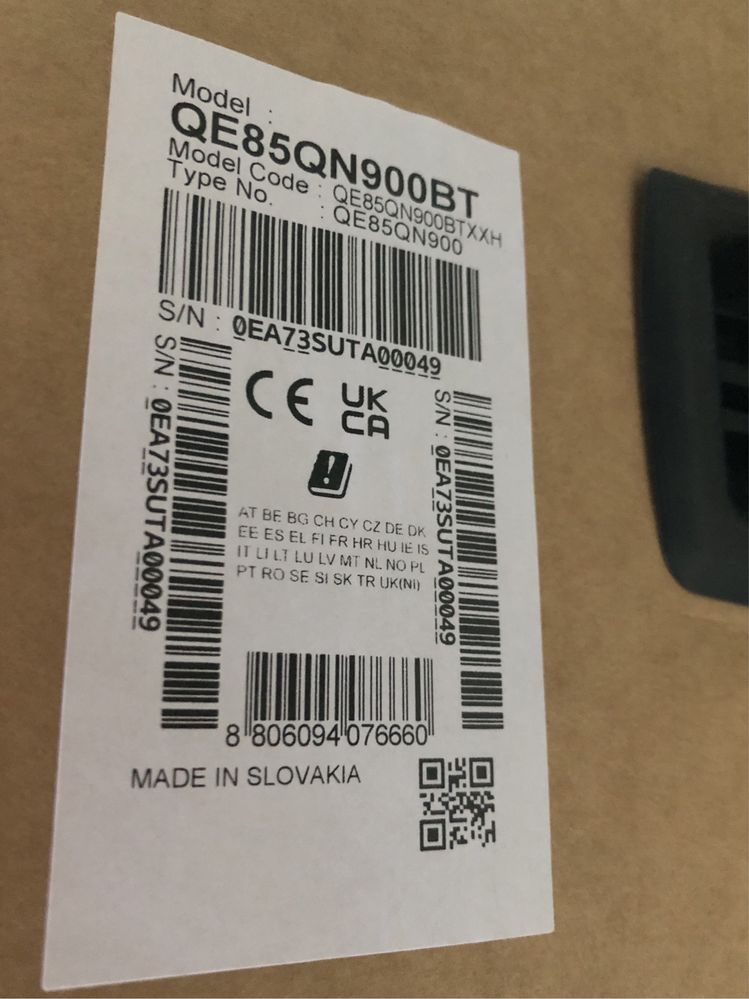 Model :
QE85QN900BT
Model Code : QE85QN900BTXXH
Type No. : QE85QN900
S/N : 0EA73SUTA00049
S/N : 0EA73SUTA00049
S/N : 0EA73SUTA00049
CE
UK
CA
AT BE BG CH CY CZ DE DK
EE ES EL FI FR HR HU IE IS
IT LI LT LU LV MT NL NO PL
PT RO SE SI SK TR UK(NI)
8 806094 076660
MADE IN SLOVAKIA